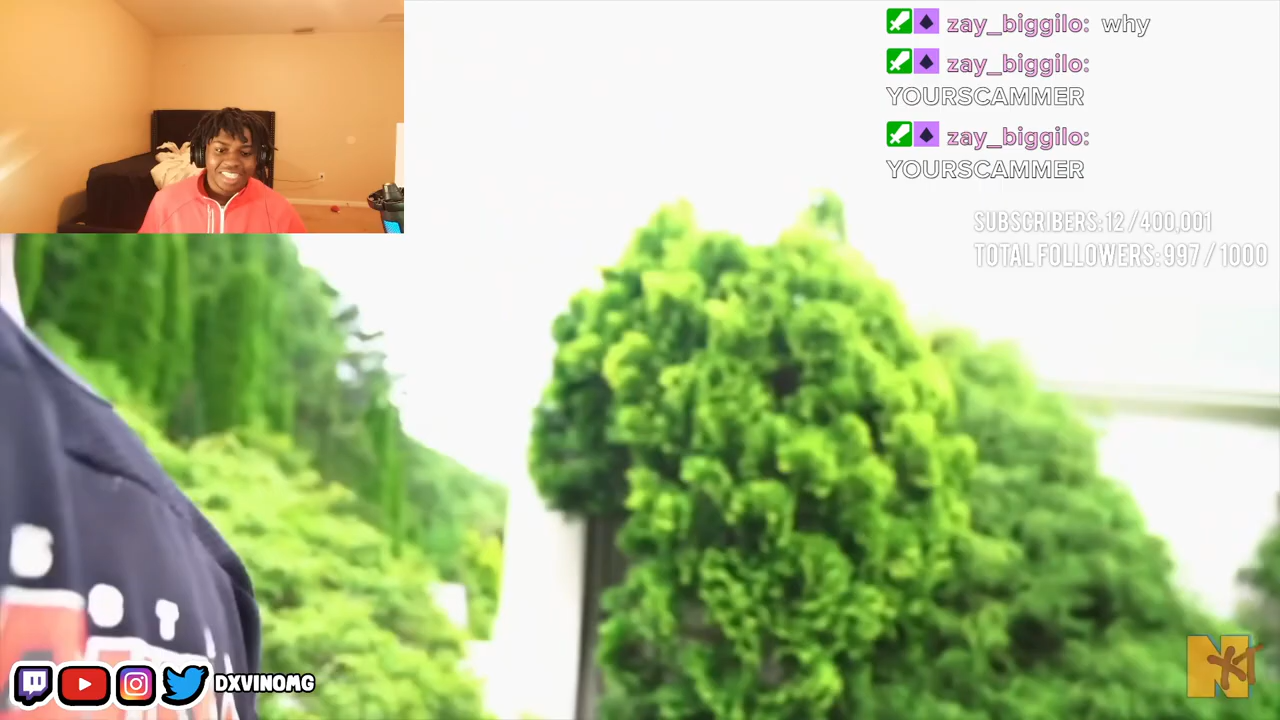 zay_biggilo: why
zay_biggilo:
YOURSCAMMER
zay_biggilo:
YOURSCAMMER
SUBSCRIBERS: 12 / 400,001
TOTAL FOLLOWERS: 997 / 1000
DXVINOMG